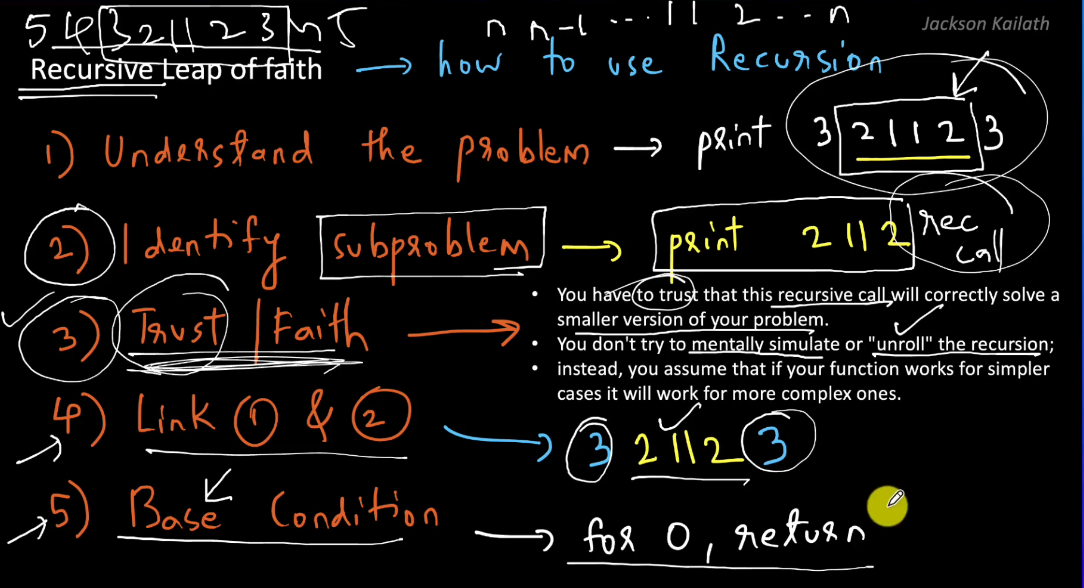 n n-1 ... 1 1 2 ... n
5 4 3 2 1 1 2 3 4 5
Jackson Kailath
Recursive Leap of faith → how to use Recursion
1) Understand the problem → print 3 2 1 1 2 3
2) Identify subproblem → print 2 1 1 2 rec call
3) Trust | Faith →
• You have to trust that this recursive call will correctly solve a
smaller version of your problem.
• You don't try to mentally simulate or "unroll" the recursion;
• instead, you assume that if your function works for simpler
cases it will work for more complex ones.
4) Link 1 & 2 → 3 2 1 1 2 3
5) Base Condition → for 0, return